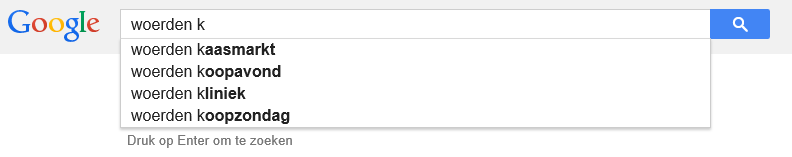 Google
woerden k
woerden kaasmarkt
woerden koopavond
woerden kliniek
woerden koopzondag
Druk op Enter om te zoeken